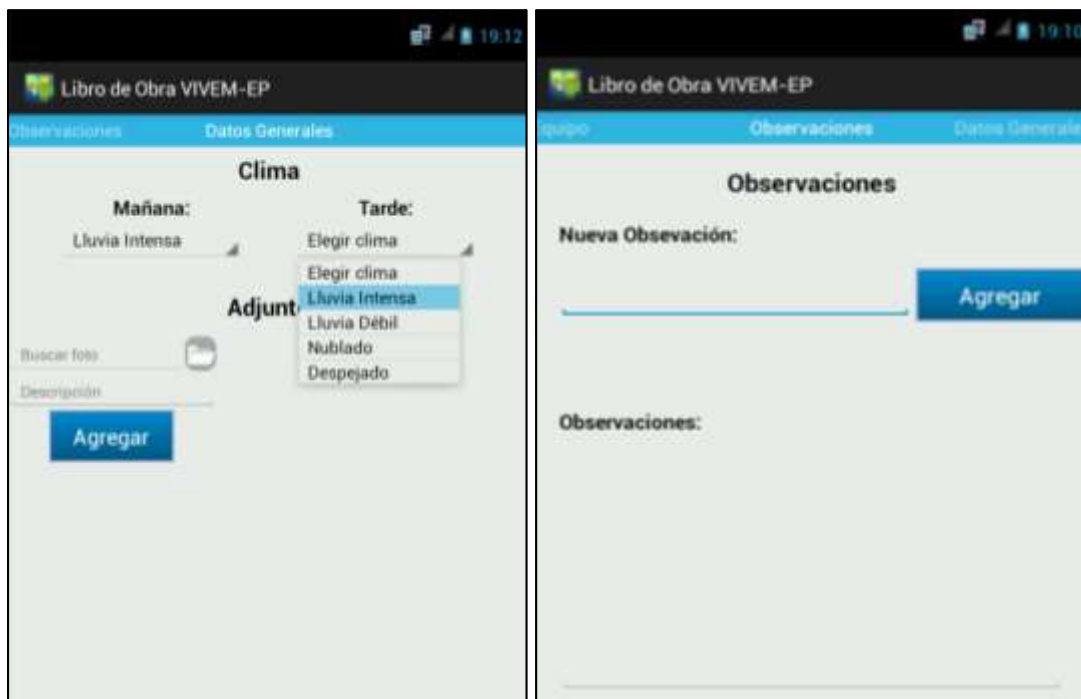 19:12
Libro de Obra VIVEM-EP
Observaciones Datos Generales
Clima
Mañana: Tarde:
Lluvia Intensa Elegir clima
Elegir clima
Lluvia Intensa
Adjunt
Lluvia Débil
Buscar foto Nublado
Despejado
Descripción
Agregar
19:10
Libro de Obra VIVEM-EP
quipo Observaciones Datos Generale
Observaciones
Nueva Obsevación:
Agregar
Observaciones: